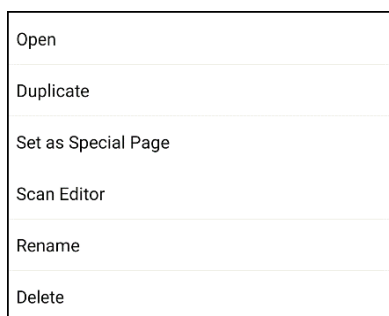 Open
Duplicate
Set as Special Page
Scan Editor
Rename
Delete